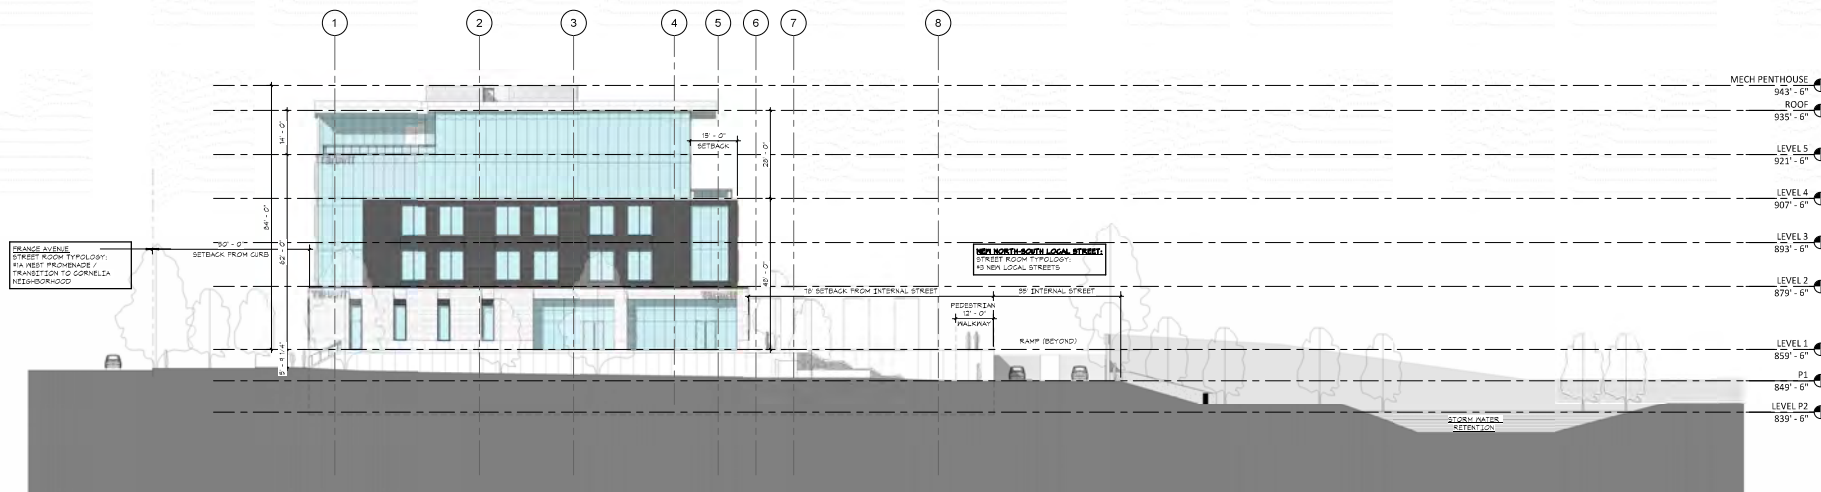 1
2
3
4
5
6
7
8
MECH PENTHOUSE
943' - 6"
ROOF
935' - 6"
LEVEL 5
921' - 6"
LEVEL 4
907' - 6"
LEVEL 3
893' - 6"
LEVEL 2
879' - 6"
LEVEL 1
859' - 6"
P1
849' - 6"
LEVEL P2
839' - 6"
14' - 0"
84' - 0"
62' - 0"
15' - 0"
SETBACK
28' - 0"
48' - 0"
FRANCE AVENUE
STREET ROOM TYPOLOGY:
#1A WEST PROMENADE /
TRANSITION TO CORNELIA
NEIGHBORHOOD
50' - 0"
SETBACK FROM CURB
NEW NORTH-SOUTH LOCAL STREET:
STREET ROOM TYPOLOGY:
#3 NEW LOCAL STREETS
SETBACK FROM INTERNAL STREET
INTERNAL STREET
PEDESTRIAN
12' - 0"
WALKWAY
RAMP (BEYOND)
STORM WATER
RETENTION